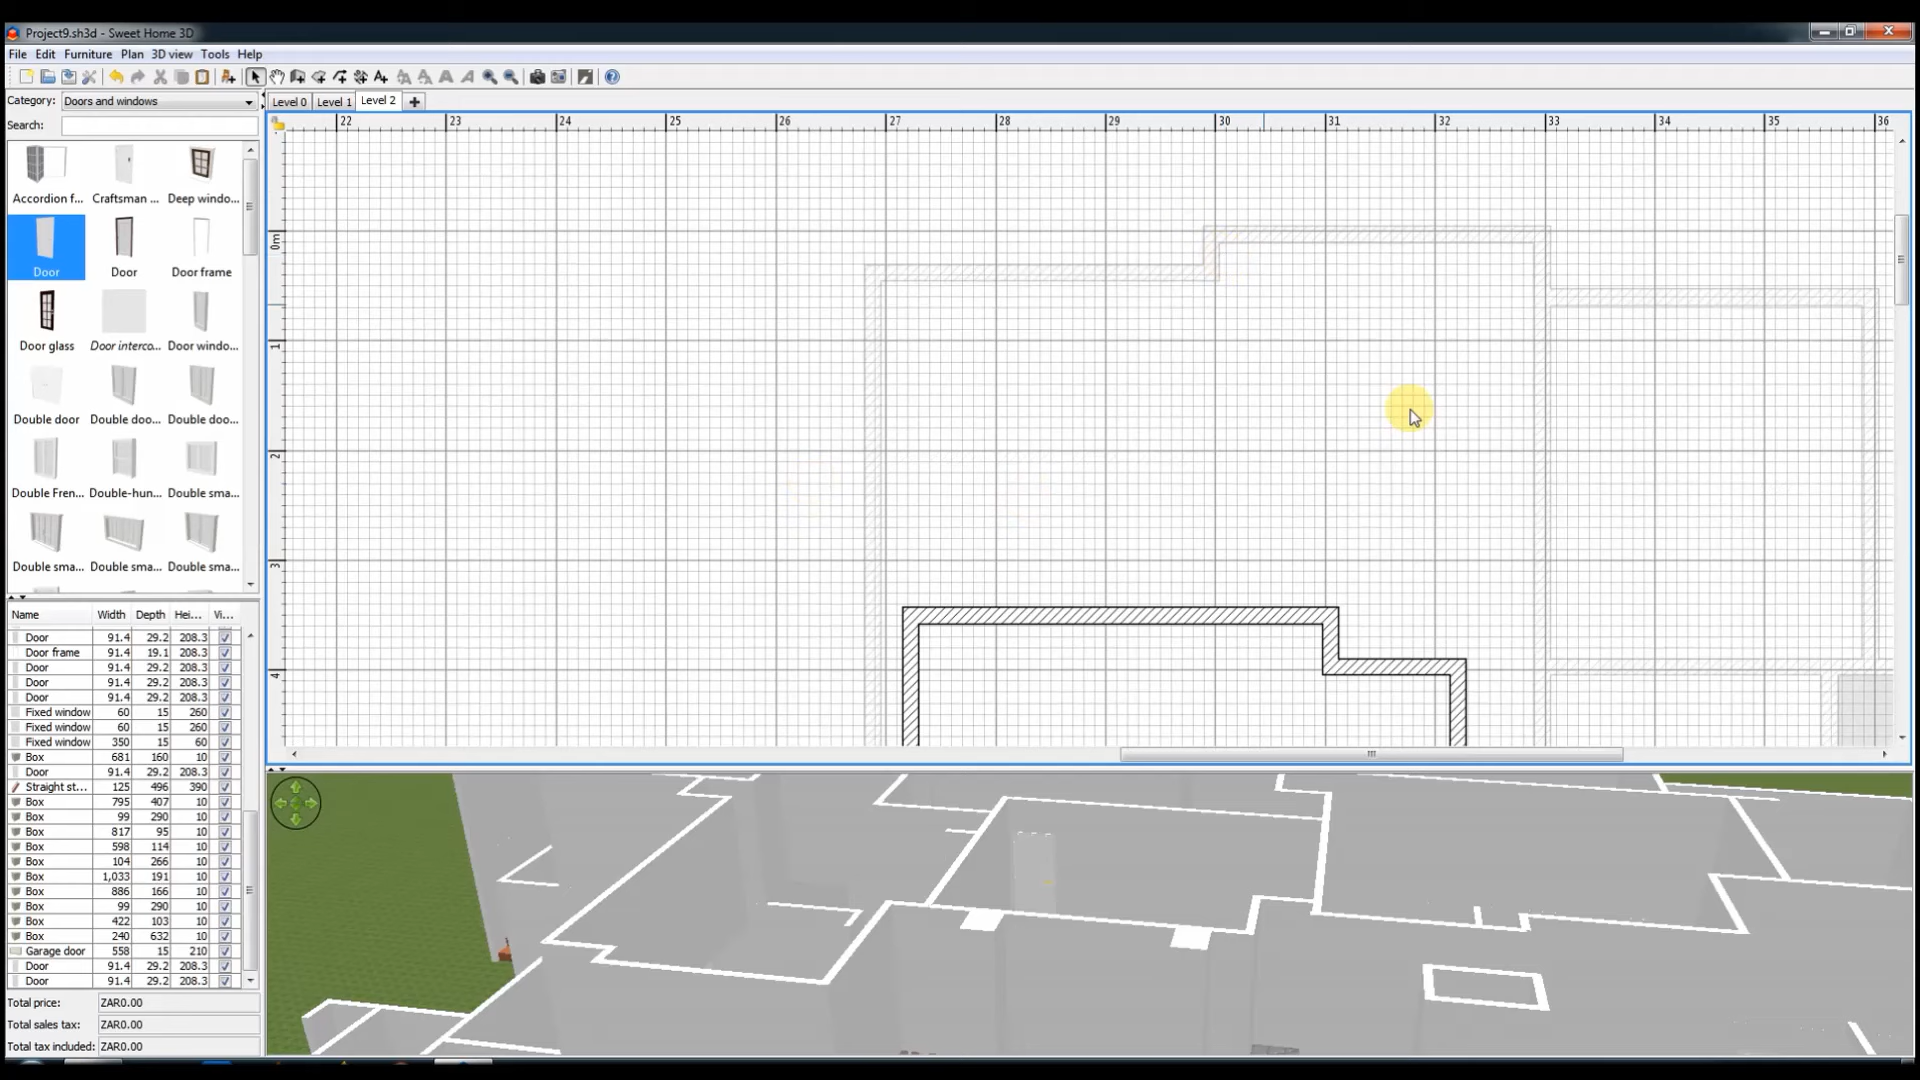 Project9.sh3d - Sweet Home 3D
File Edit Furniture Plan 3D view Tools Help
Category: Doors and windows
Level 0 Level 1 Level 2
Search:
22 23 24 25 26 27 28 29 30 31 32 33 34 35 36
Accordion f... Craftsman ... Deep windo...
0m
Door Door Door frame
Door glass Door interco... Door windo...
1
Double door Double doo... Double doo...
2
Double Fren... Double-hun... Double sma...
Double sma... Double sma... Double sma...
3
4
Name Width Depth Hei... Vi...
Door 91.4 29.2 208.3
Door frame 91.4 19.1 208.3
Door 91.4 29.2 208.3
Door 91.4 29.2 208.3
Door 91.4 29.2 208.3
Fixed window 60 15 260
Fixed window 60 15 260
Fixed window 350 15 60
Box 681 160 10
Door 91.4 29.2 208.3
Straight st... 125 496 390
Box 795 407 10
Box 99 290 10
Box 817 95 10
Box 598 114 10
Box 104 266 10
Box 1,033 191 10
Box 886 166 10
Box 99 290 10
Box 422 103 10
Box 240 632 10
Garage door 558 15 210
Door 91.4 29.2 208.3
Door 91.4 29.2 208.3
Total price: ZAR0.00
Total sales tax: ZAR0.00
Total tax included: ZAR0.00